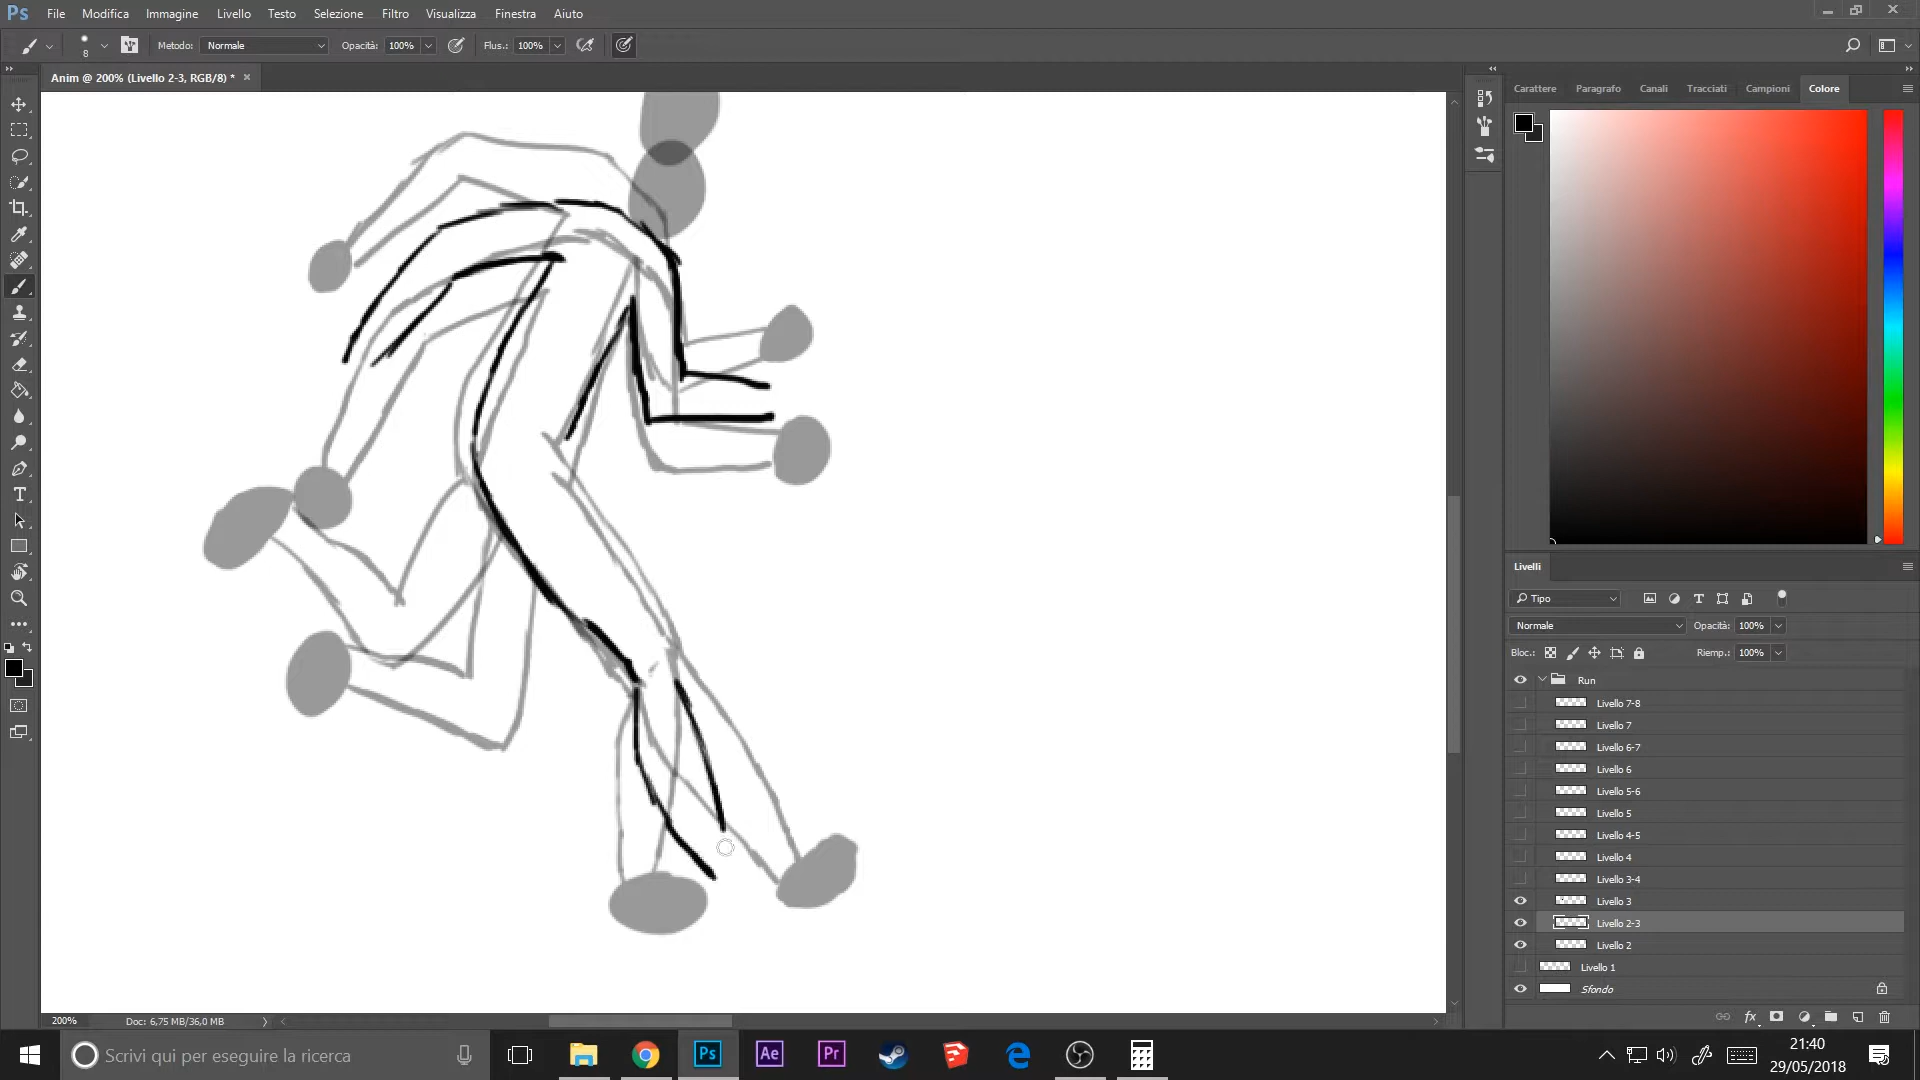 Ps File Modifica Immagine Livello Testo Selezione Filtro Visualizza Finestra Aiuto
8 Metodo: Normale Opacità: 100% Flus.: 100%
Anim @ 200% (Livello 2-3, RGB/8) * ×
Carattere Paragrafo Canali Tracciati Campioni Colore
Livelli
Tipo
Normale Opacità: 100%
Bloc.: Riemp.: 100%
Run
Livello 7-8
Livello 7
Livello 6-7
Livello 6
Livello 5-6
Livello 5
Livello 4-5
Livello 4
Livello 3-4
Livello 3
Livello 2-3
Livello 2
Livello 1
Sfondo
fx
200% Doc: 6,75 MB/36,0 MB
Scrivi qui per eseguire la ricerca
Ps Ae Pr
21:40
29/05/2018